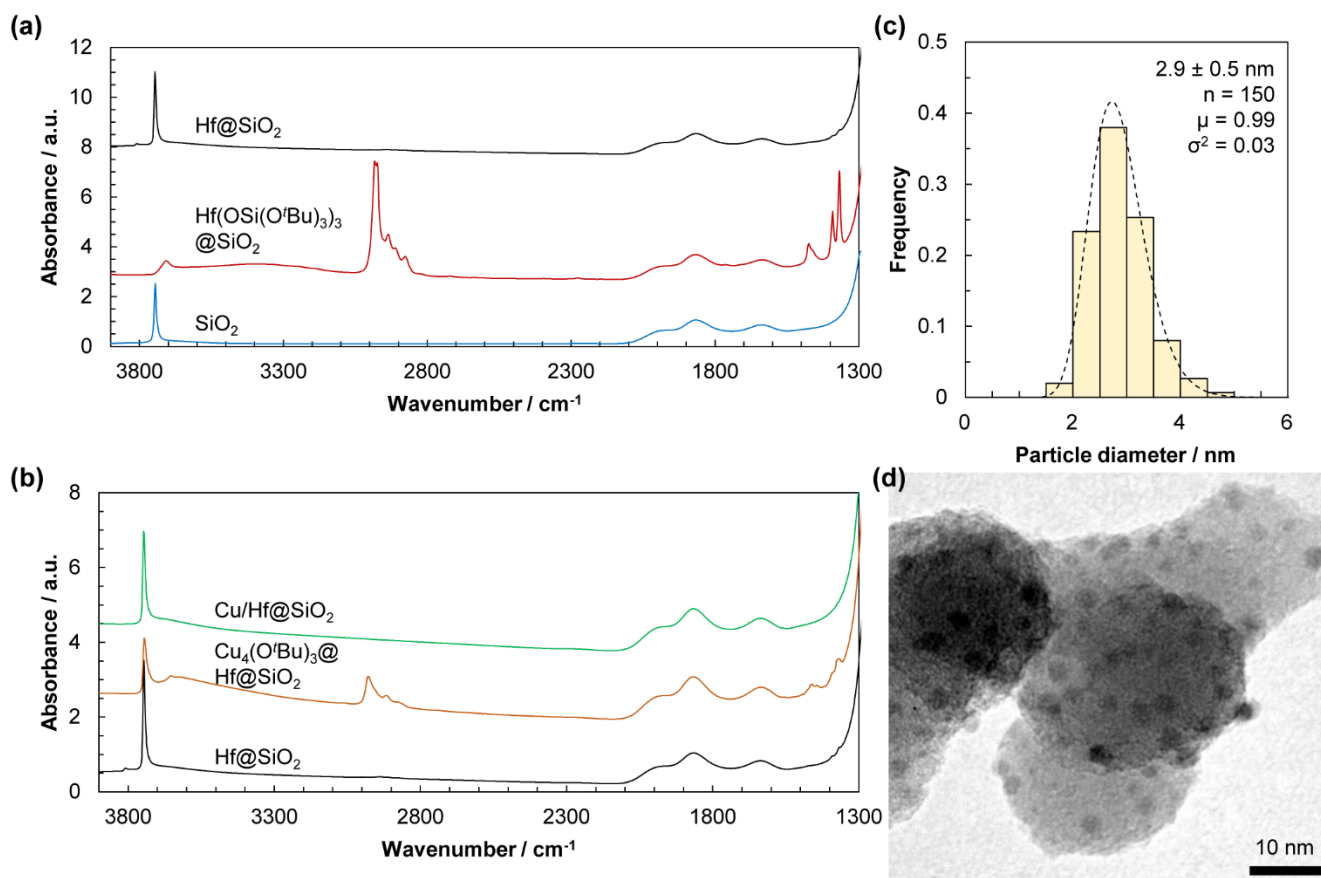 (a)
12
10
8
6
4
2
0
Absorbance / a.u.
Hf@SiO₂
Hf(OSi(OᵗBu)₃)₃
@SiO₂
SiO₂
3800 3300 2800 2300 1800 1300
Wavenumber / cm⁻¹
(c)
0.5
0.4
0.3
0.2
0.1
0
Frequency
2.9 ± 0.5 nm
n = 150
μ = 0.99
σ² = 0.03
0 2 4 6
Particle diameter / nm
(b)
8
6
4
2
0
Absorbance / a.u.
Cu/Hf@SiO₂
Cu₄(OᵗBu)₃@
Hf@SiO₂
Hf@SiO₂
3800 3300 2800 2300 1800 1300
Wavenumber / cm⁻¹
(d)
10 nm